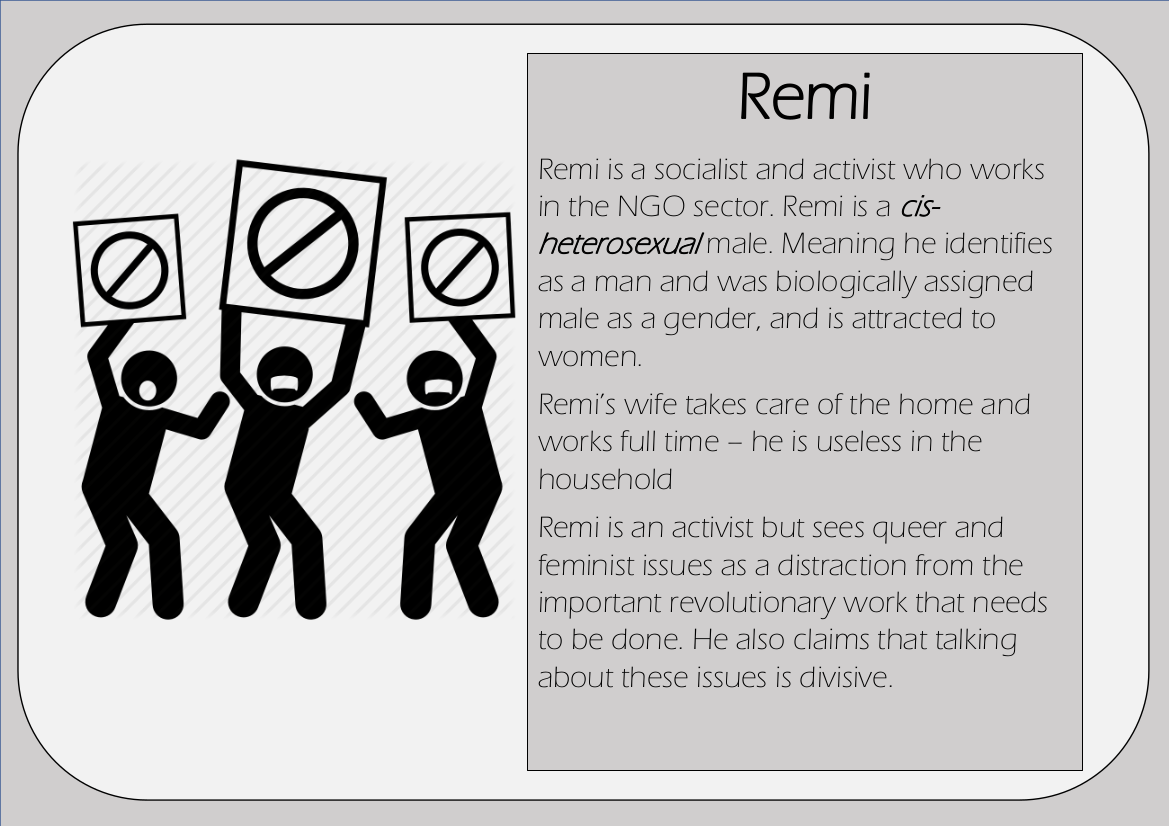 Remi
Remi is a socialist and activist who works
in the NGO sector. Remi is a cis-
heterosexual male. Meaning he identifies
as a man and was biologically assigned
male as a gender, and is attracted to
women.
Remi’s wife takes care of the home and
works full time – he is useless in the
household
Remi is an activist but sees queer and
feminist issues as a distraction from the
important revolutionary work that needs
to be done. He also claims that talking
about these issues is divisive.